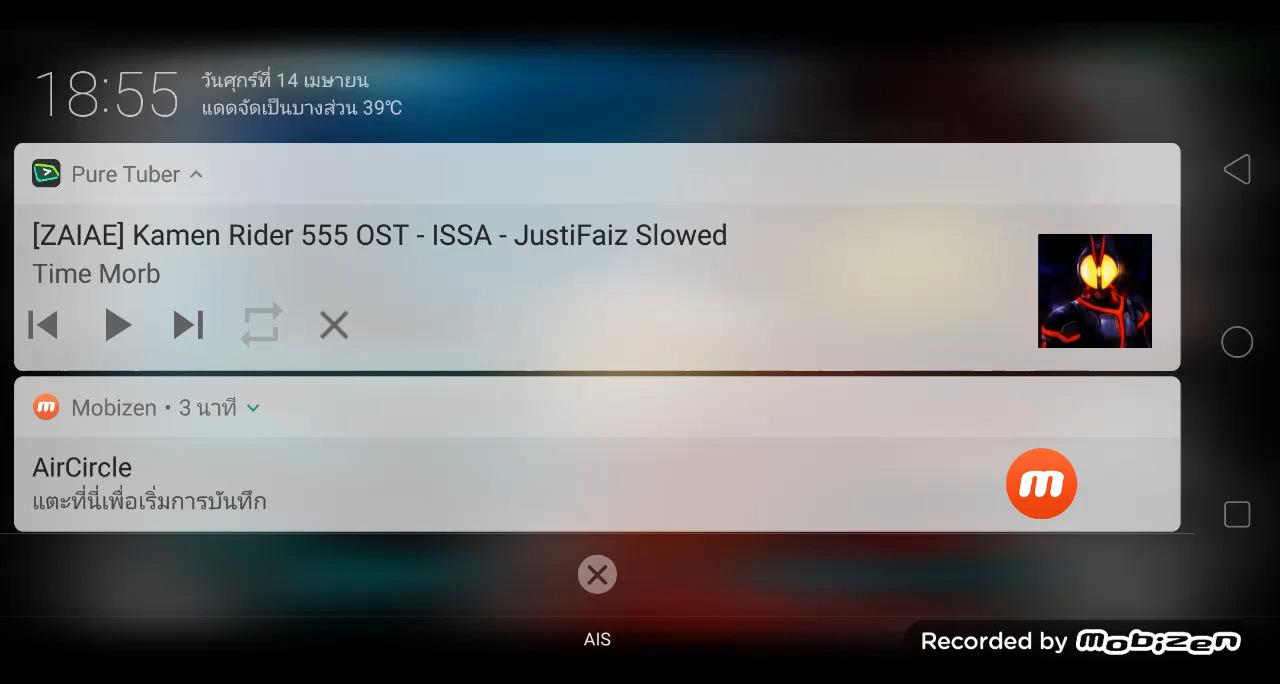 18:55
วันศุกร์ที่ 14 เมษายน
แดดจัดเป็นบางส่วน 39°C
Pure Tuber
[ZAIAE] Kamen Rider 555 OST - ISSA - JustiFaiz Slowed
Time Morb
Mobizen • 3 นาที
AirCircle
แตะที่นี่เพื่อเริ่มการบันทึก
m
AIS
Recorded by mobizen